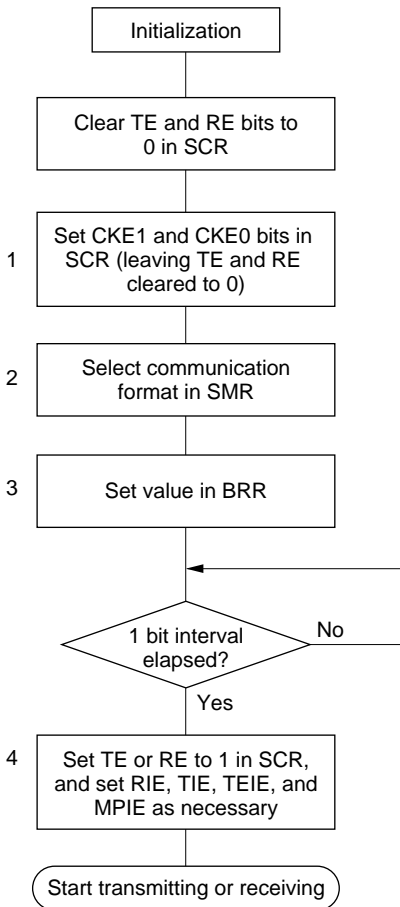 Initialization
Clear TE and RE bits to
0 in SCR
1
Set CKE1 and CKE0 bits in
SCR (leaving TE and RE
cleared to 0)
2
Select communication
format in SMR
3
Set value in BRR
1 bit interval
elapsed?
No
Yes
4
Set TE or RE to 1 in SCR,
and set RIE, TIE, TEIE, and
MPIE as necessary
Start transmitting or receiving